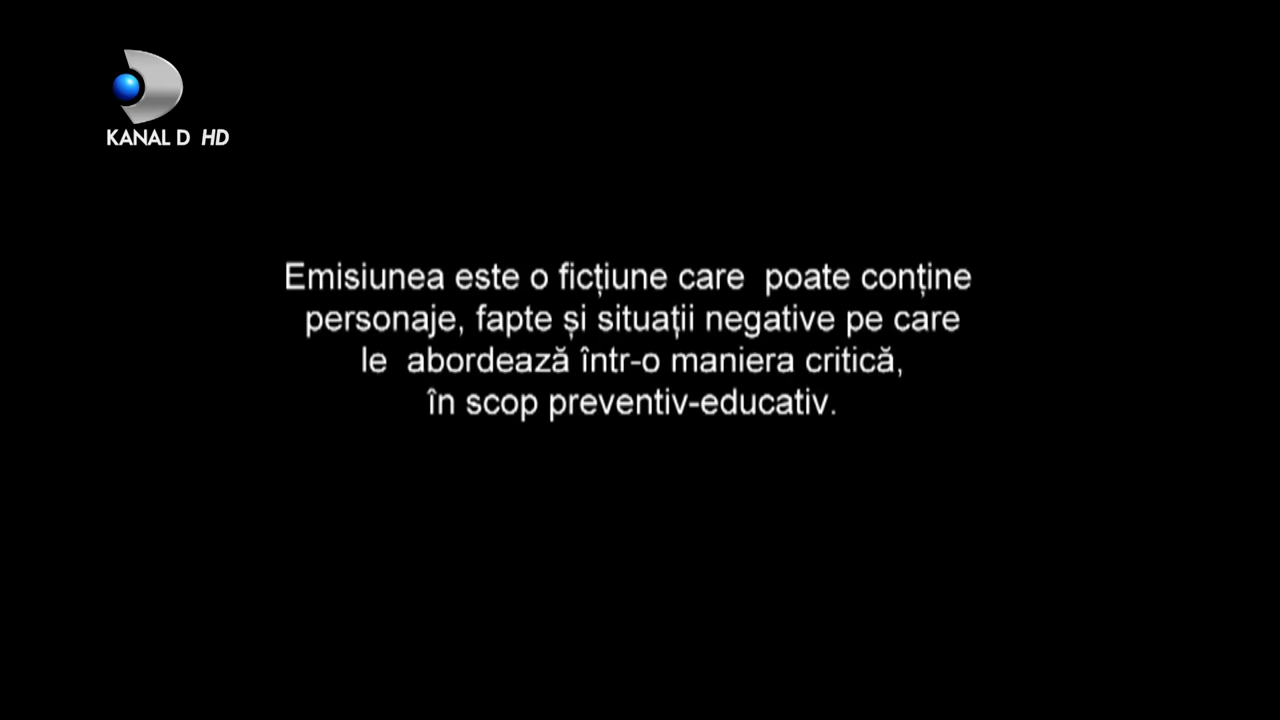 KANAL D HD
Emisiunea este o ficțiune care  poate conține
personaje, fapte și situații negative pe care
le  abordează într-o maniera critică,
în scop preventiv-educativ.